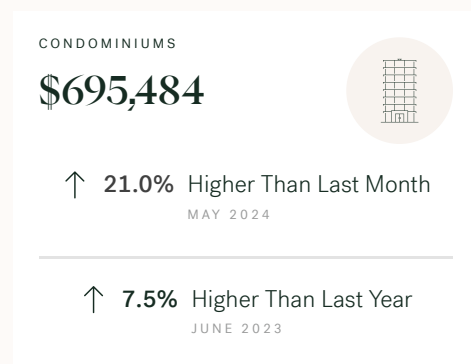 CONDOMINIUMS
$695,484
↑ 21.0% Higher Than Last Month
MAY 2024
↑ 7.5% Higher Than Last Year
JUNE 2023